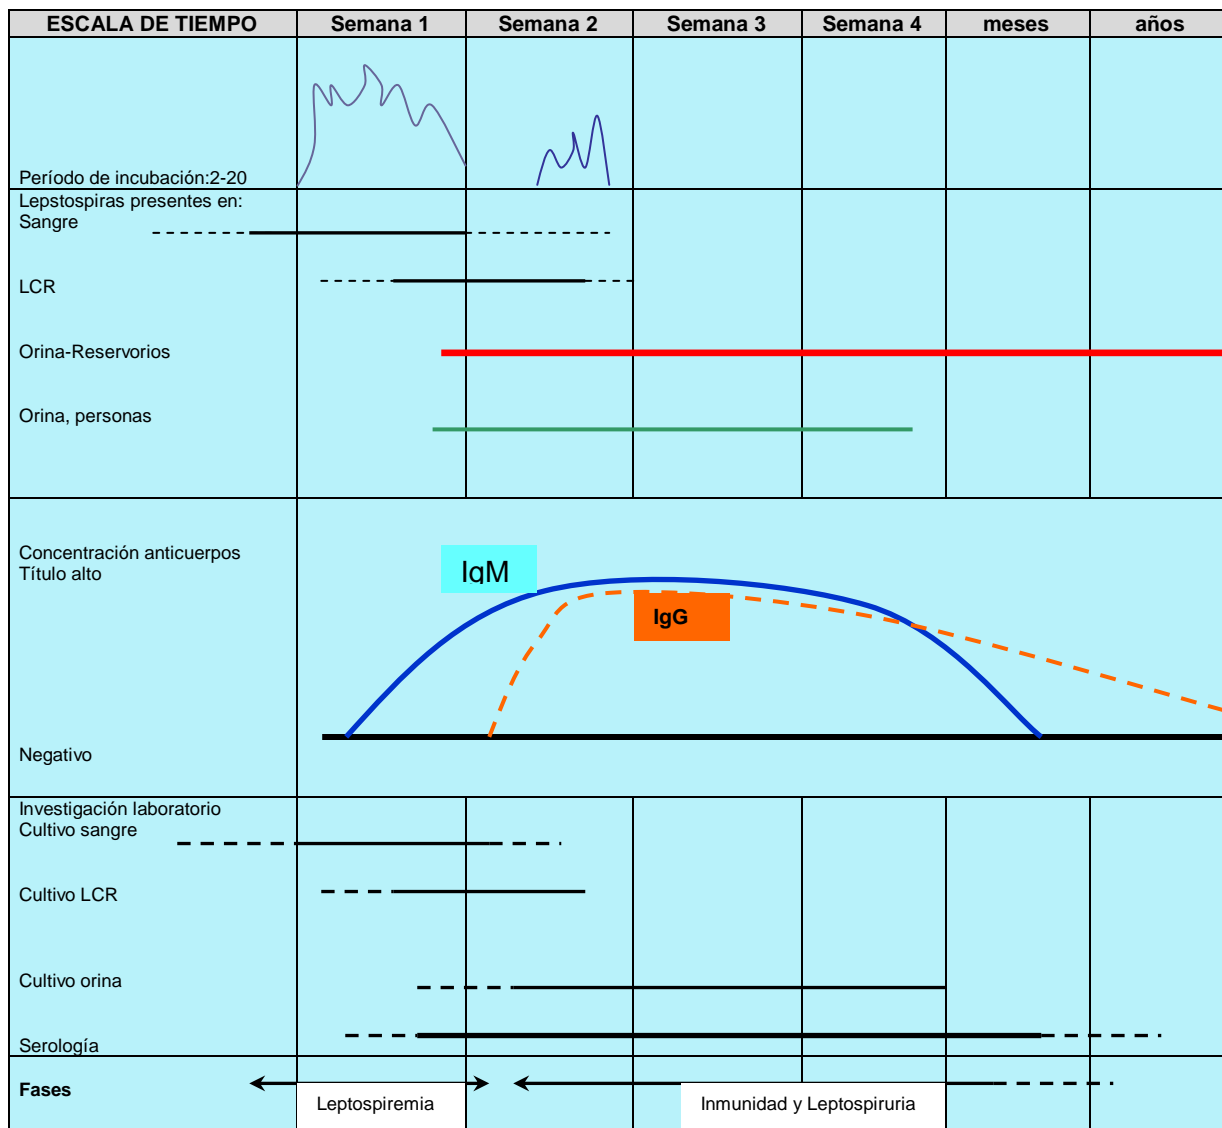 ESCALA DE TIEMPO Semana 1 Semana 2 Semana 3 Semana 4 meses años
Período de incubación:2-20
Lepstospiras presentes en:
Sangre
LCR
Orina-Reservorios
Orina, personas
Concentración anticuerpos
Título alto
IgM
IgG
Negativo
Investigación laboratorio
Cultivo sangre
Cultivo LCR
Cultivo orina
Serología
Fases
Leptospiremia
Inmunidad y Leptospiruria